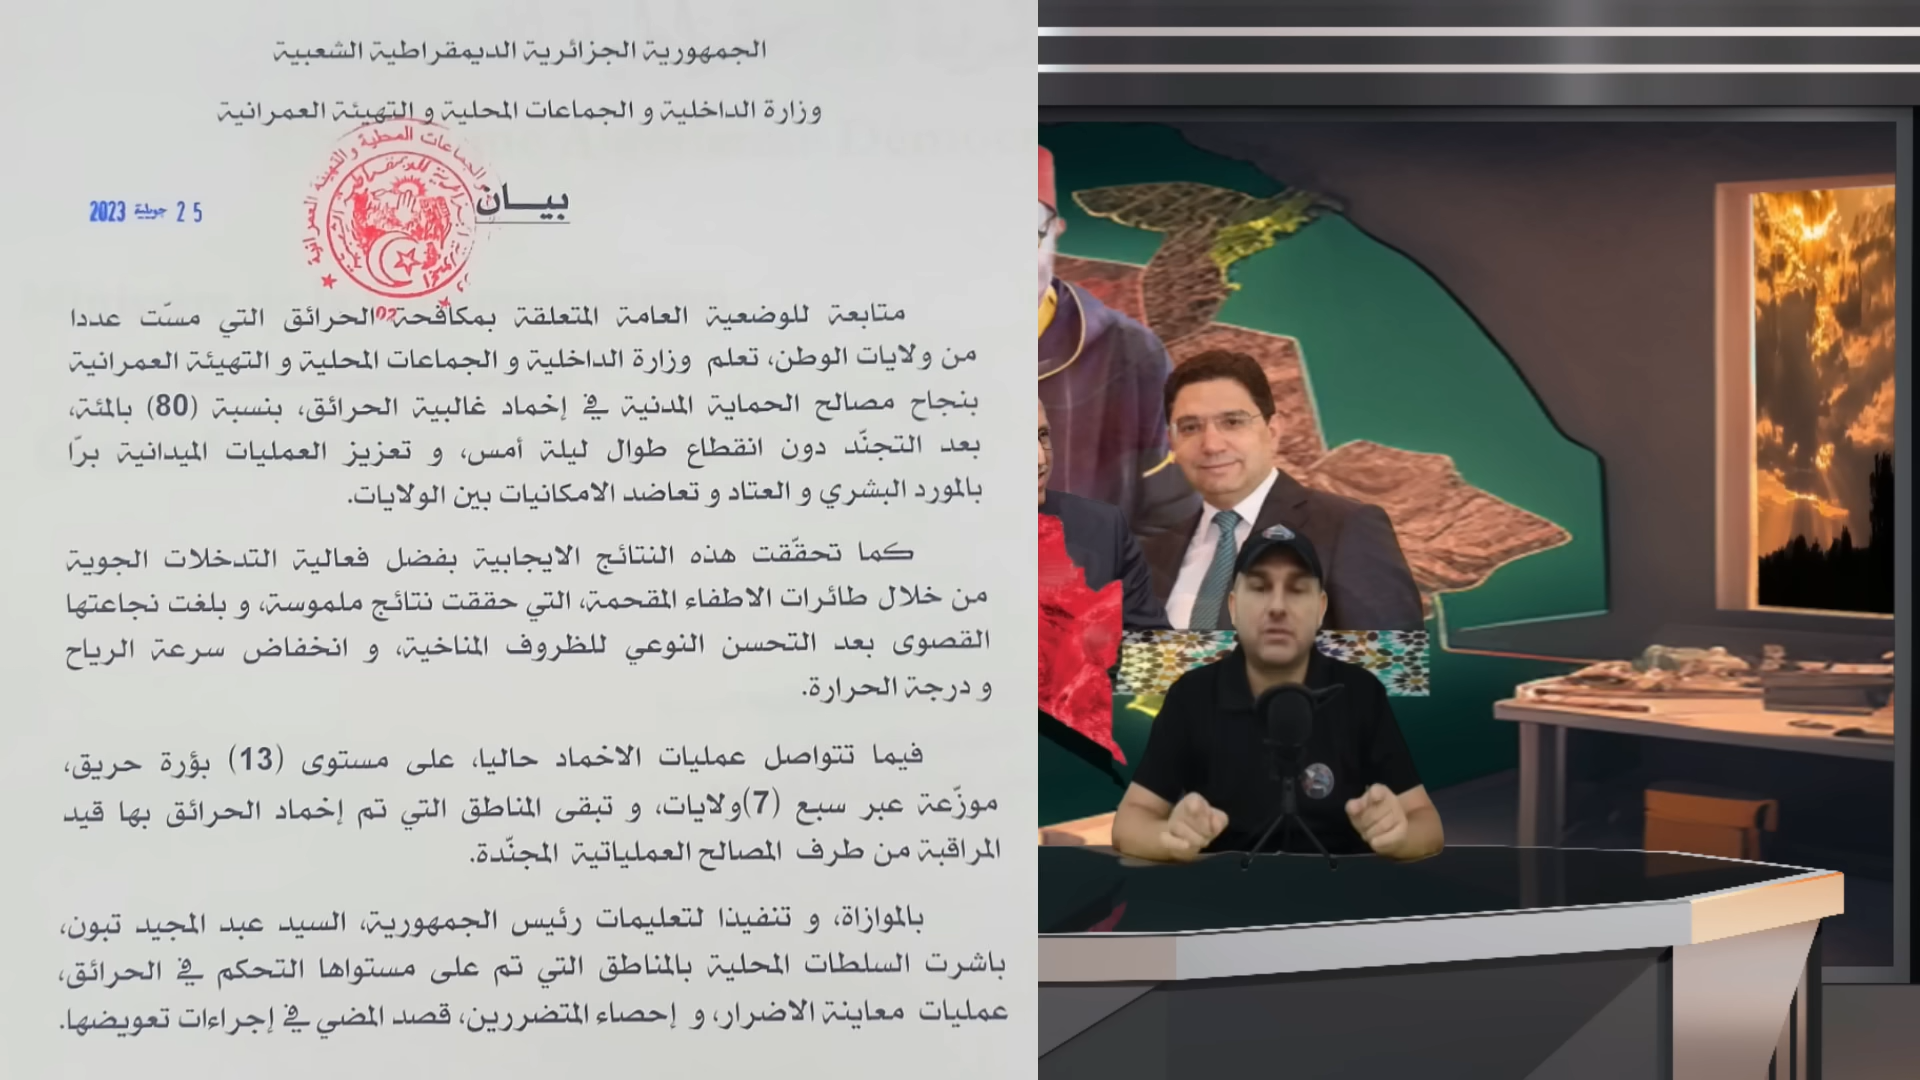 الجمهورية الجزائرية الديمقراطية الشعبية
وزارة الداخلية و الجماعات المحلية و التهيئة العمرانية
بيــــان
25 جويلية 2023
متابعة للوضعية العامة المتعلقة بمكافحة الحرائق التي مسّت عددا
من ولايات الوطن، تعلم وزارة الداخلية و الجماعات المحلية و التهيئة العمرانية
بنجاح مصالح الحماية المدنية في إخماد غالبية الحرائق، بنسبة (80) بالمئة،
بعد التجنّد دون انقطاع طوال ليلة أمس، و تعزيز العمليات الميدانية برّا
بالمورد البشري و العتاد و تعاضد الامكانيات بين الولايات.
كما تحقّقت هذه النتائج الايجابية بفضل فعالية التدخلات الجوية
من خلال طائرات الاطفاء المقحمة، التي حققت نتائج ملموسة، و بلغت نجاعتها
القصوى بعد التحسن النوعي للظروف المناخية، و انخفاض سرعة الرياح
و درجة الحرارة.
فيما تتواصل عمليات الاخماد حاليا، على مستوى (13) بؤرة حريق،
موزّعة عبر سبع (7)ولايات، و تبقى المناطق التي تم إخماد الحرائق بها قيد
المراقبة من طرف المصالح العملياتية المجنّدة.
بالموازاة، و تنفيذا لتعليمات رئيس الجمهورية، السيد عبد المجيد تبون،
باشرت السلطات المحلية بالمناطق التي تم على مستواها التحكم في الحرائق،
عمليات معاينة الاضرار، و إحصاء المتضررين، قصد المضي في إجراءات تعويضها.